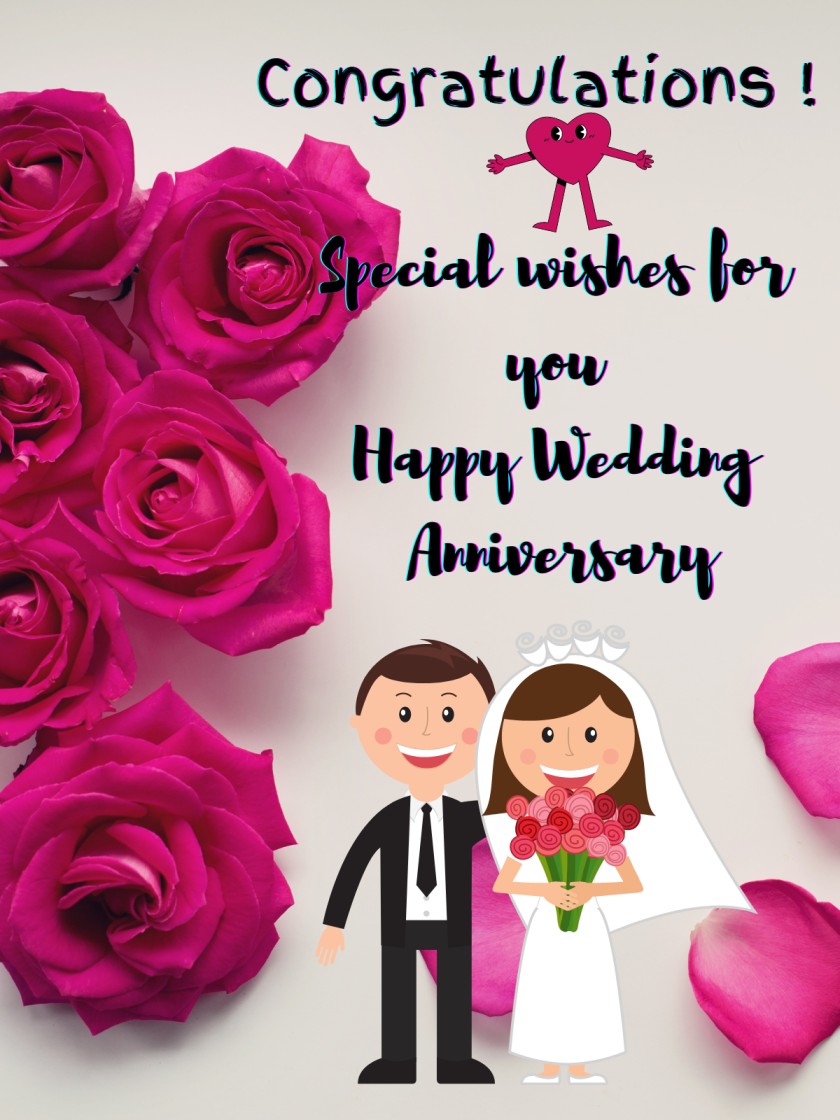 Congratulations !
Special wishes for
you
Happy Wedding
Anniversary